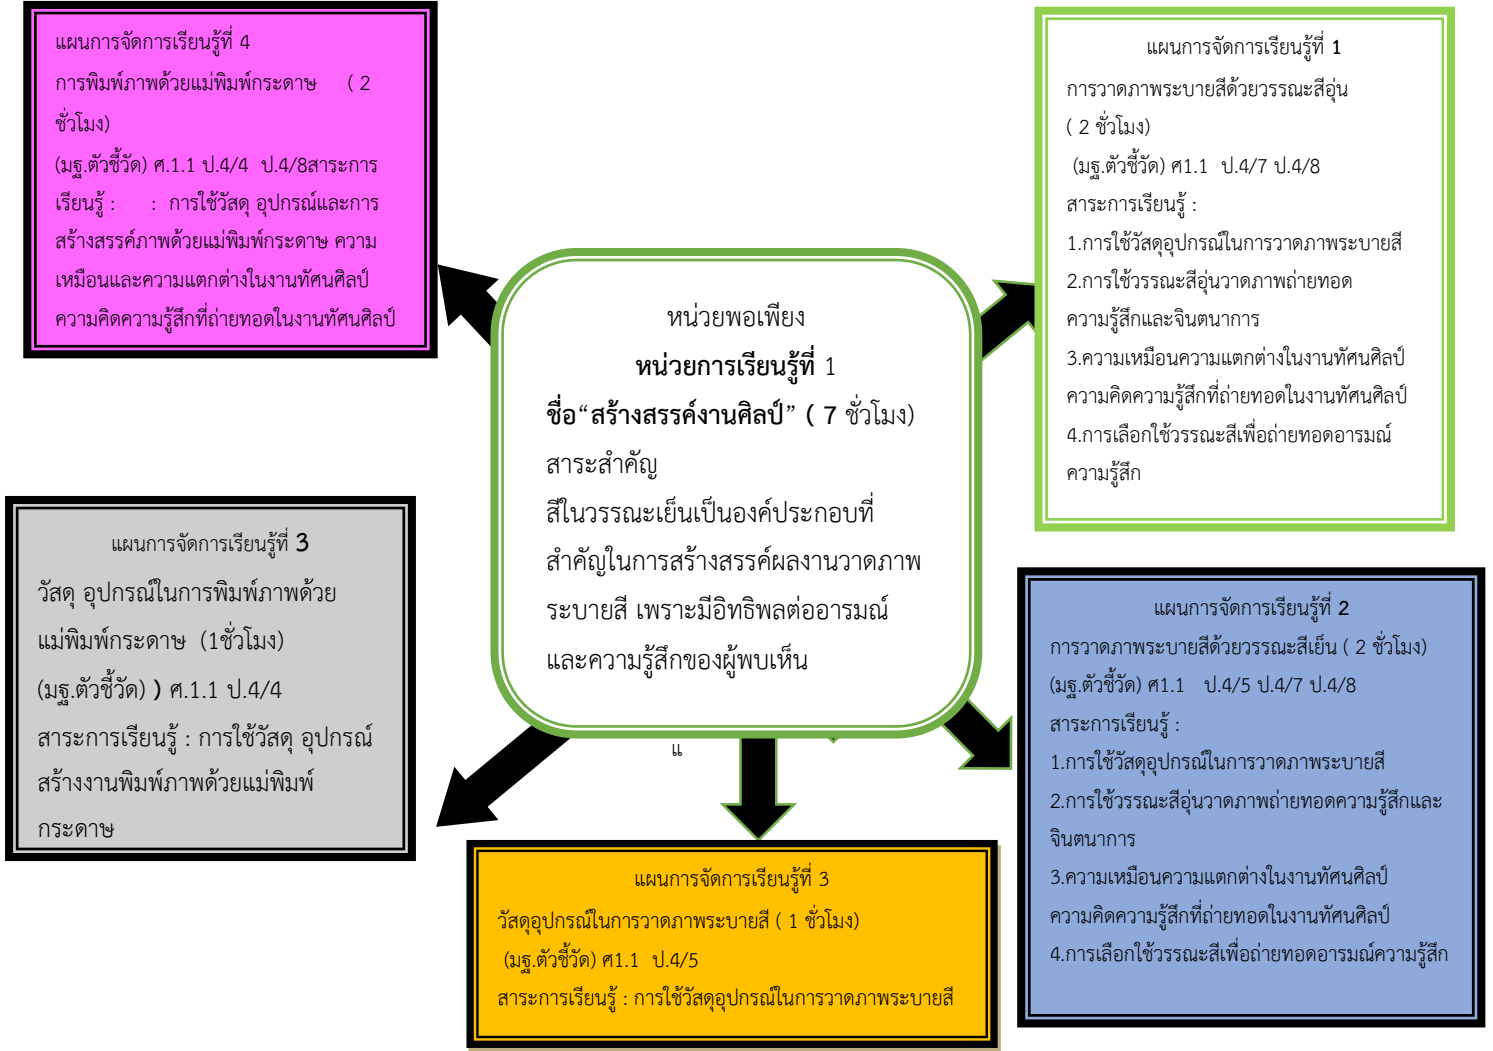 แผนการจัดการเรียนรู้ที่ 4
การพิมพ์ภาพด้วยแม่พิมพ์กระดาษ ( 2
ชั่วโมง)
(มฐ.ตัวชี้วัด) ศ.1.1 ป.4/4 ป.4/8สาระการ
เรียนรู้ : : การใช้วัสดุ อุปกรณ์และการ
สร้างสรรค์ภาพด้วยแม่พิมพ์กระดาษ ความ
เหมือนและความแตกต่างในงานทัศนศิลป์
ความคิดความรู้สึกที่ถ่ายทอดในงานทัศนศิลป์
แผนการจัดการเรียนรู้ที่ 1
การวาดภาพระบายสีด้วยวรรณะสีอุ่น
( 2 ชั่วโมง)
(มฐ.ตัวชี้วัด) ศ1.1 ป.4/7 ป.4/8
สาระการเรียนรู้ :
1.การใช้วัสดุอุปกรณ์ในการวาดภาพระบายสี
2.การใช้วรรณะสีอุ่นวาดภาพถ่ายทอด
ความรู้สึกและจินตนาการ
3.ความเหมือนความแตกต่างในงานทัศนศิลป์
ความคิดความรู้สึกที่ถ่ายทอดในงานทัศนศิลป์
4.การเลือกใช้วรรณะสีเพื่อถ่ายทอดอารมณ์
ความรู้สึก
หน่วยพอเพียง
หน่วยการเรียนรู้ที่ 1
ชื่อ“สร้างสรรค์งานศิลป์” ( 7 ชั่วโมง)
สาระสำคัญ
สีในวรรณะเย็นเป็นองค์ประกอบที่
สำคัญในการสร้างสรรค์ผลงานวาดภาพ
ระบายสี เพราะมีอิทธิพลต่ออารมณ์
และความรู้สึกของผู้พบเห็น
แ
แผนการจัดการเรียนรู้ที่ 3
วัสดุ อุปกรณ์ในการพิมพ์ภาพด้วย
แม่พิมพ์กระดาษ (1ชั่วโมง)
(มฐ.ตัวชี้วัด) ) ศ.1.1 ป.4/4
สาระการเรียนรู้ : การใช้วัสดุ อุปกรณ์
สร้างงานพิมพ์ภาพด้วยแม่พิมพ์
กระดาษ
แผนการจัดการเรียนรู้ที่ 2
การวาดภาพระบายสีด้วยวรรณะสีเย็น ( 2 ชั่วโมง)
(มฐ.ตัวชี้วัด) ศ1.1 ป.4/5 ป.4/7 ป.4/8
สาระการเรียนรู้ :
1.การใช้วัสดุอุปกรณ์ในการวาดภาพระบายสี
2.การใช้วรรณะสีอุ่นวาดภาพถ่ายทอดความรู้สึกและ
จินตนาการ
3.ความเหมือนความแตกต่างในงานทัศนศิลป์
ความคิดความรู้สึกที่ถ่ายทอดในงานทัศนศิลป์
4.การเลือกใช้วรรณะสีเพื่อถ่ายทอดอารมณ์ความรู้สึก
แผนการจัดการเรียนรู้ที่ 3
วัสดุอุปกรณ์ในการวาดภาพระบายสี ( 1 ชั่วโมง)
(มฐ.ตัวชี้วัด) ศ1.1 ป.4/5
สาระการเรียนรู้ : การใช้วัสดุอุปกรณ์ในการวาดภาพระบายสี